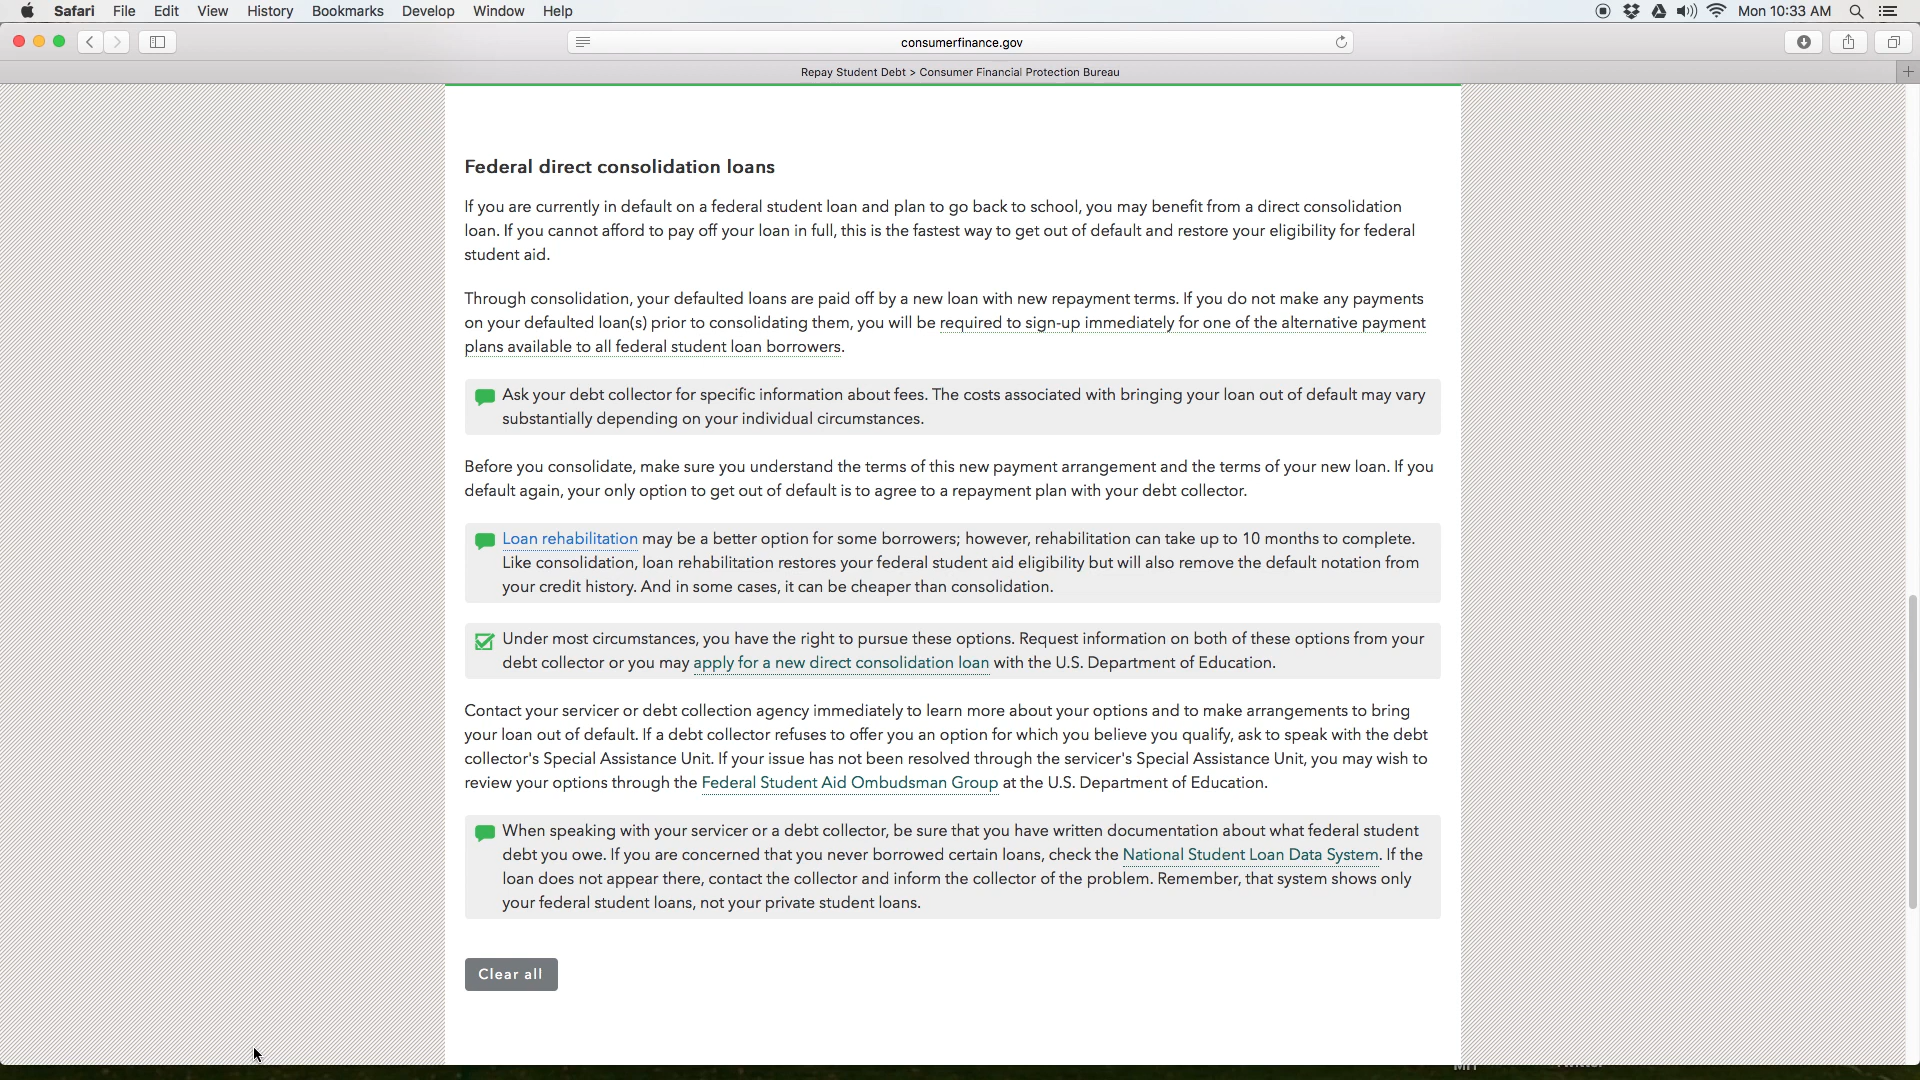 Safari File Edit View History Bookmarks Develop Window Help Mon 10:33 AM
consumerfinance.gov
Repay Student Debt > Consumer Financial Protection Bureau
Federal direct consolidation loans
If you are currently in default on a federal student loan and plan to go back to school, you may benefit from a direct consolidation
loan. If you cannot afford to pay off your loan in full, this is the fastest way to get out of default and restore your eligibility for federal
student aid.
Through consolidation, your defaulted loans are paid off by a new loan with new repayment terms. If you do not make any payments
on your defaulted loan(s) prior to consolidating them, you will be required to sign-up immediately for one of the alternative payment
plans available to all federal student loan borrowers.
Ask your debt collector for specific information about fees. The costs associated with bringing your loan out of default may vary
substantially depending on your individual circumstances.
Before you consolidate, make sure you understand the terms of this new payment arrangement and the terms of your new loan. If you
default again, your only option to get out of default is to agree to a repayment plan with your debt collector.
Loan rehabilitation may be a better option for some borrowers; however, rehabilitation can take up to 10 months to complete.
Like consolidation, loan rehabilitation restores your federal student aid eligibility but will also remove the default notation from
your credit history. And in some cases, it can be cheaper than consolidation.
Under most circumstances, you have the right to pursue these options. Request information on both of these options from your
debt collector or you may apply for a new direct consolidation loan with the U.S. Department of Education.
Contact your servicer or debt collection agency immediately to learn more about your options and to make arrangements to bring
your loan out of default. If a debt collector refuses to offer you an option for which you believe you qualify, ask to speak with the debt
collector's Special Assistance Unit. If your issue has not been resolved through the servicer's Special Assistance Unit, you may wish to
review your options through the Federal Student Aid Ombudsman Group at the U.S. Department of Education.
When speaking with your servicer or a debt collector, be sure that you have written documentation about what federal student
debt you owe. If you are concerned that you never borrowed certain loans, check the National Student Loan Data System. If the
loan does not appear there, contact the collector and inform the collector of the problem. Remember, that system shows only
your federal student loans, not your private student loans.
Clear all